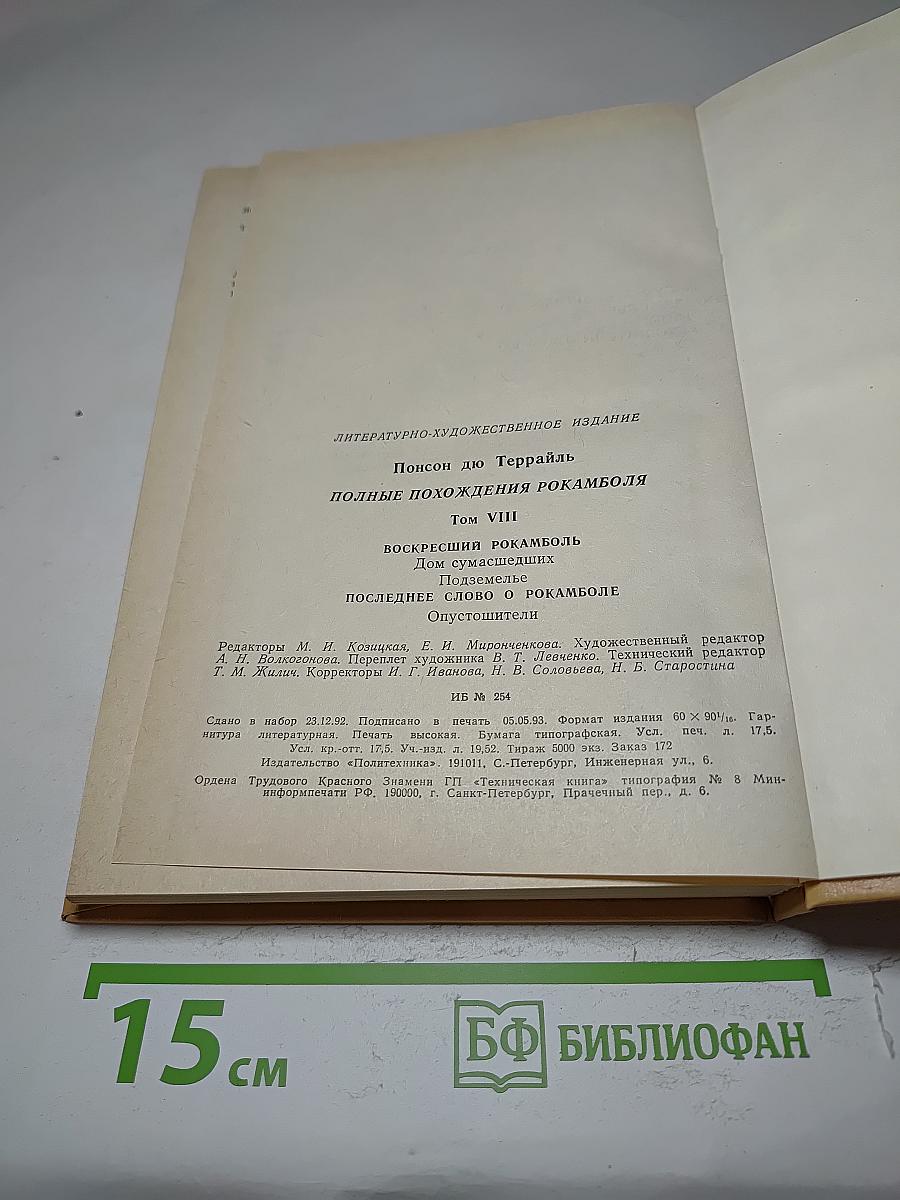 ЛИТЕРАТУРНО-ХУДОЖЕСТВЕННОЕ ИЗДАНИЕ
Понсон дю Террайль
ПОЛНЫЕ ПОХОЖДЕНИЯ РОКАМБОЛЯ
Том VIII
ВОСКРЕСШИЙ РОКАМБОЛЬ
Дом сумасшедших
Подземелье
ПОСЛЕДНЕЕ СЛОВО О РОКАМБОЛЕ
Опустошители
Редакторы М. И. Козицкая, Е. И. Миронченкова. Художественный редактор
А. Н. Волкогонова. Переплет художника В. Т. Левченко. Технический редактор
Т. М. Жилич. Корректоры И. Г. Иванова, Н. В. Соловьева, Н. Б. Старостина
ИБ № 254
Сдано в набор 23.12.92. Подписано в печать 05.05.93. Формат издания 60 × 90¹/₁₆. Гар-
нитура литературная. Печать высокая. Бумага типографская. Усл. печ. л. 17,5.
Усл. кр.-отт. 17,5. Уч.-изд. л. 19,52. Тираж 5000 экз. Заказ 172
Издательство «Политехника». 191011, С.-Петербург, Инженерная ул., 6.
Ордена Трудового Красного Знамени ГП «Техническая книга» типография № 8 Мин-
информпечати РФ. 190000, г. Санкт-Петербург, Прачечный пер., д. 6.
15 см
БФ БИБЛИОФАН